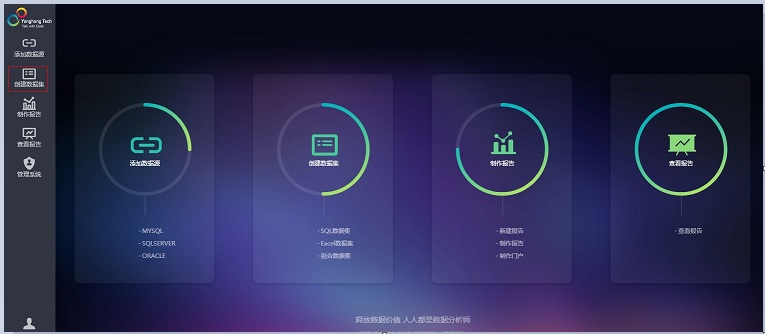 Yonghong Tech
Talk with Data
添加数据源
创建数据集
制作报告
查看报告
管理系统
添加数据源
· MYSQL
· SQLSERVER
· ORACLE
创建数据集
· SQL数据集
· Excel数据集
· 组合数据集
制作报告
· 新建报告
· 制作报告
· 制作门户
查看报告
· 查看报告
释放数据价值 人人都是数据分析师